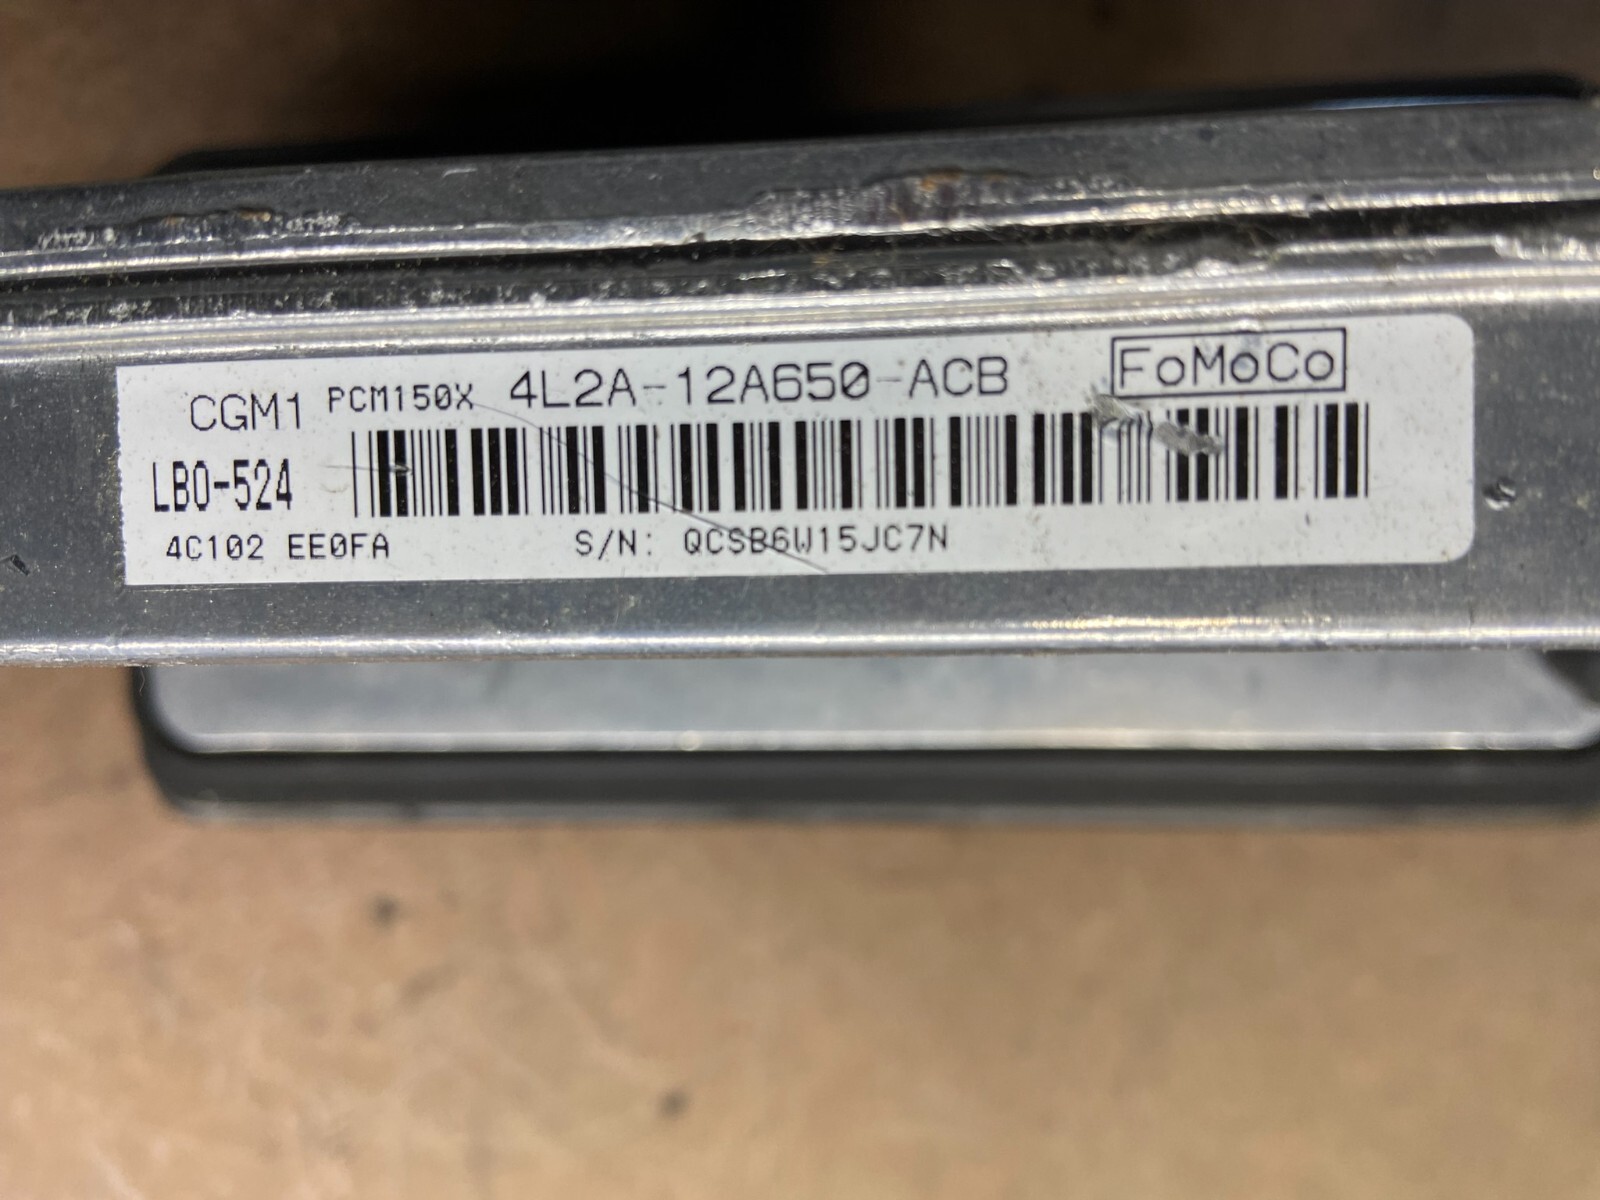 CGM1 PCM150X 4L2A-12A650-ACB FoMoCo
LB0-524
4C102 EE0FA S/N: QCSB6W15JC7N